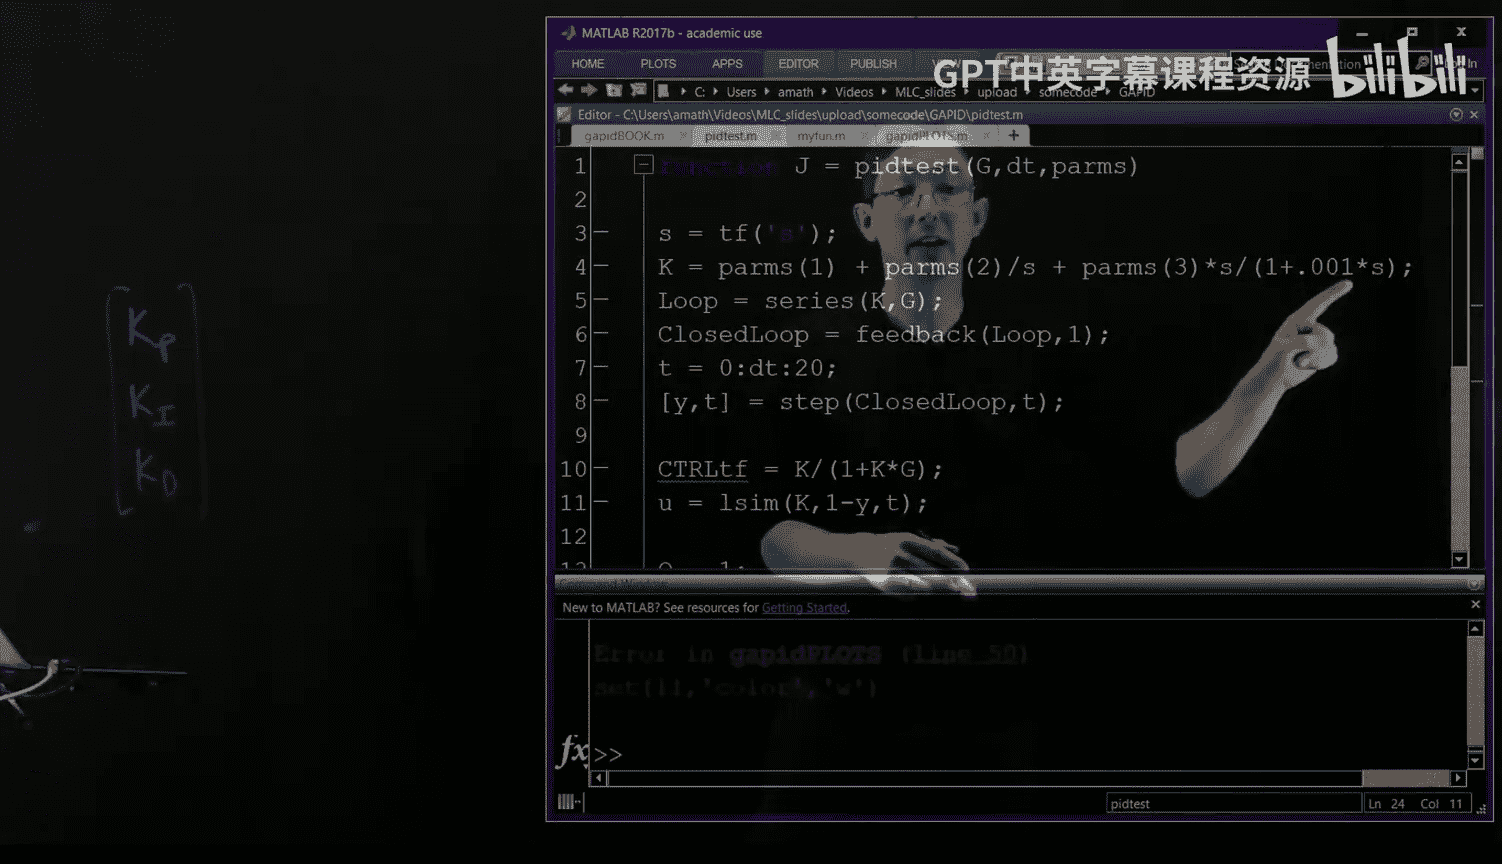 MATLAB R2017b - academic use
HOME PLOTS APPS EDITOR PUBLISH
GPT中英字幕课程资源 bilibili
C: Users amath Videos MLC_slides upload somecode GAPID
Editor - C:\Users\amath\Videos\MLC_slides\upload\somecode\GAPID\pidtest.m
gapidBOOK.m pidtest.m myfun.m gapidPLOTS.m +
1 function J = pidtest(G,dt,parms)
2
3 s = tf('s');
4 K = parms(1) + parms(2)/s + parms(3)*s/(1+.001*s);
5 Loop = series(K,G);
6 ClosedLoop = feedback(Loop,1);
7 t = 0:dt:20;
8 [y,t] = step(ClosedLoop,t);
9
10 CTRLtf = K/(1+K*G);
11 u = lsim(K,1-y,t);
12
KP
KI
KD
Command Window
New to MATLAB? See resources for Getting Started.
Error in gapidPLOTS (line 50)
fx >>
pidtest Ln 24 Col 11